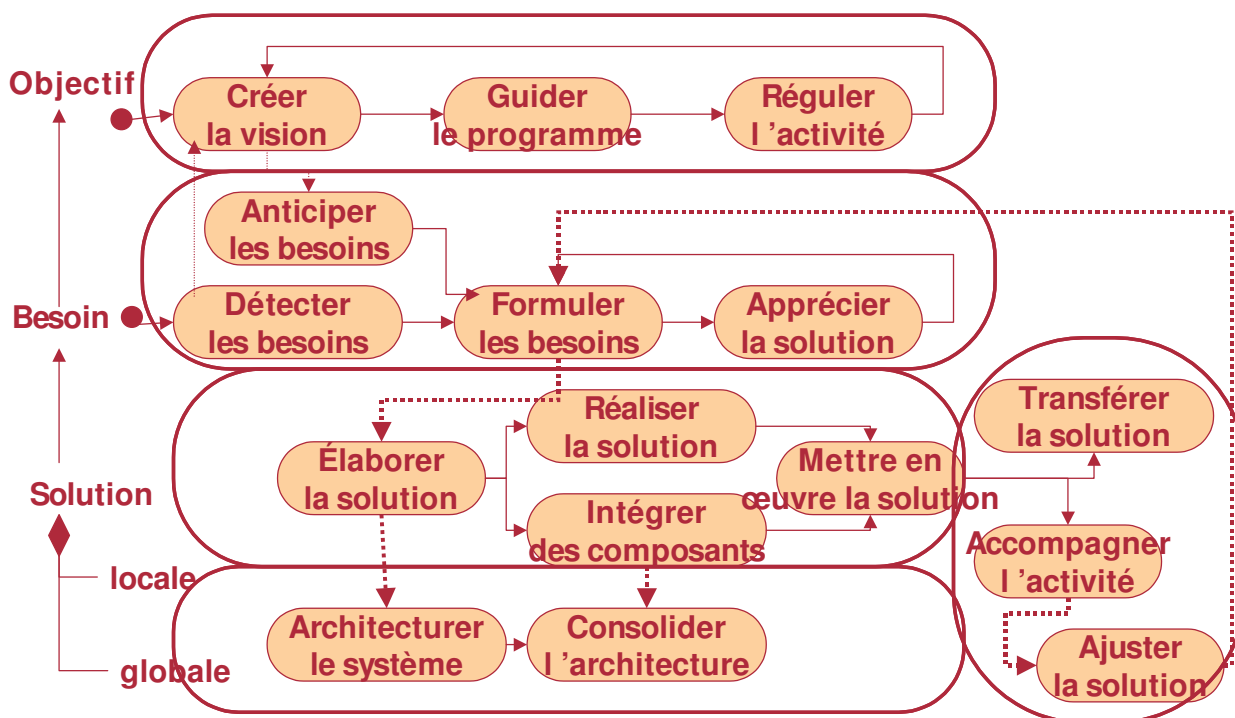 Objectif
Créer
la vision
Guider
le programme
Réguler
l ’activité
Anticiper
les besoins
Besoin
Détecter
les besoins
Formuler
les besoins
Apprécier
la solution
Solution
locale
globale
Élaborer
la solution
Réaliser
la solution
Intégrer
des composants
Mettre en
œuvre la solution
Transférer
la solution
Accompagner
l ’activité
Ajuster
la solution
Architecturer
le système
Consolider
l ’architecture